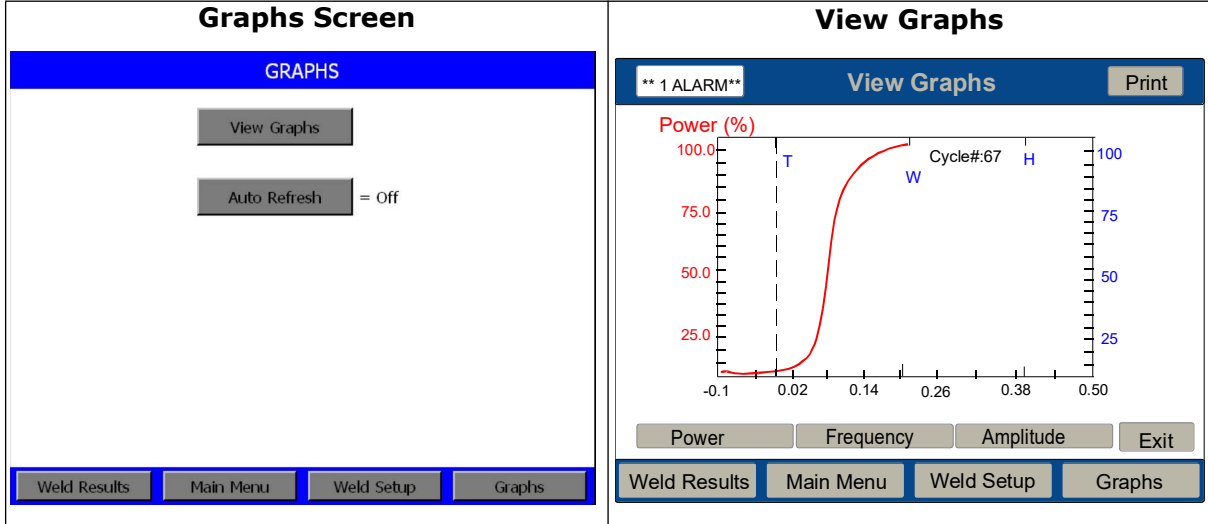 Graphs Screen
GRAPHS
View Graphs
Auto Refresh = Off
Weld Results Main Menu Weld Setup Graphs
View Graphs
** 1 ALARM** View Graphs Print
Power (%)
100.0 T Cycle#:67 H 100
W
75.0 75
50.0 50
25.0 25
-0.1 0.02 0.14 0.26 0.38 0.50
Power Frequency Amplitude Exit
Weld Results Main Menu Weld Setup Graphs